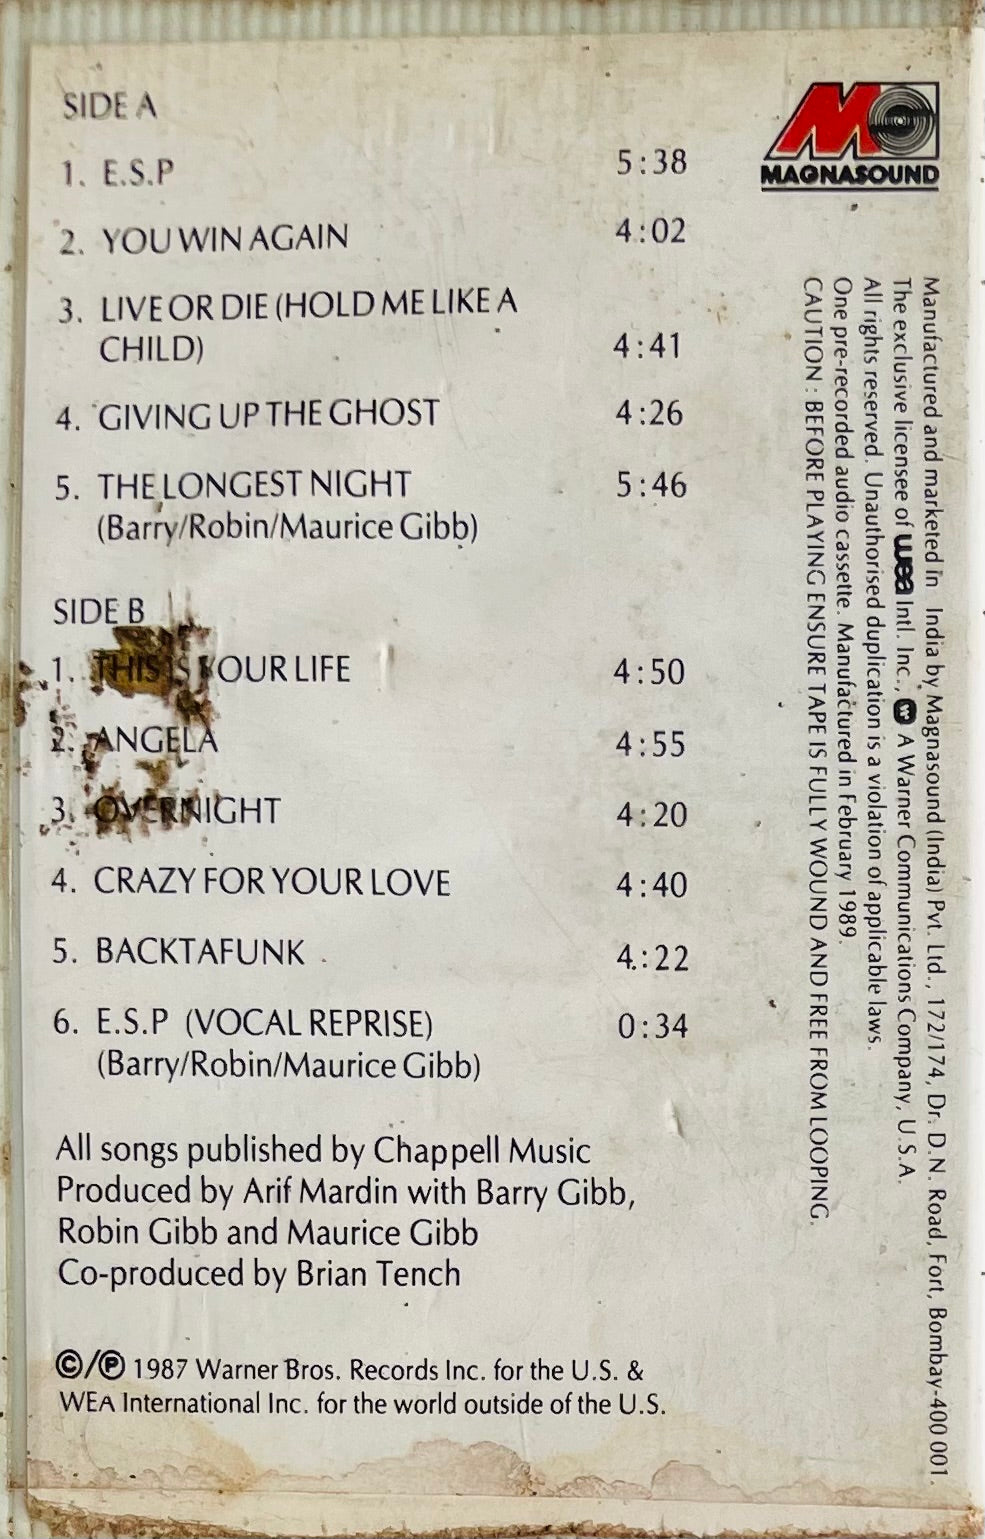 SIDE A
1. E.S.P 5:38
2. YOU WIN AGAIN 4:02
3. LIVE OR DIE (HOLD ME LIKE A
CHILD) 4:41
4. GIVING UP THE GHOST 4:26
5. THE LONGEST NIGHT 5:46
(Barry/Robin/Maurice Gibb)
SIDE B
1. THIS IS YOUR LIFE 4:50
2. ANGELA 4:55
3. OVERNIGHT 4:20
4. CRAZY FOR YOUR LOVE 4:40
5. BACKTAFUNK 4:22
6. E.S.P (VOCAL REPRISE) 0:34
(Barry/Robin/Maurice Gibb)
All songs published by Chappell Music
Produced by Arif Mardin with Barry Gibb,
Robin Gibb and Maurice Gibb
Co-produced by Brian Tench
©/℗ 1987 Warner Bros. Records Inc. for the U.S. &
WEA International Inc. for the world outside of the U.S.
MAGNASOUND
Manufactured and marketed in India by Magnasound (India) Pvt. Ltd., 172/174, Dr. D.N. Road, Fort, Bombay-400 001.
The exclusive licensee of wea Intl. Inc., W A Warner Communications Company, U.S.A.
All rights reserved. Unauthorised duplication is a violation of applicable laws.
One pre-recorded audio cassette. Manufactured in February 1989.
CAUTION : BEFORE PLAYING ENSURE TAPE IS FULLY WOUND AND FREE FROM LOOPING.